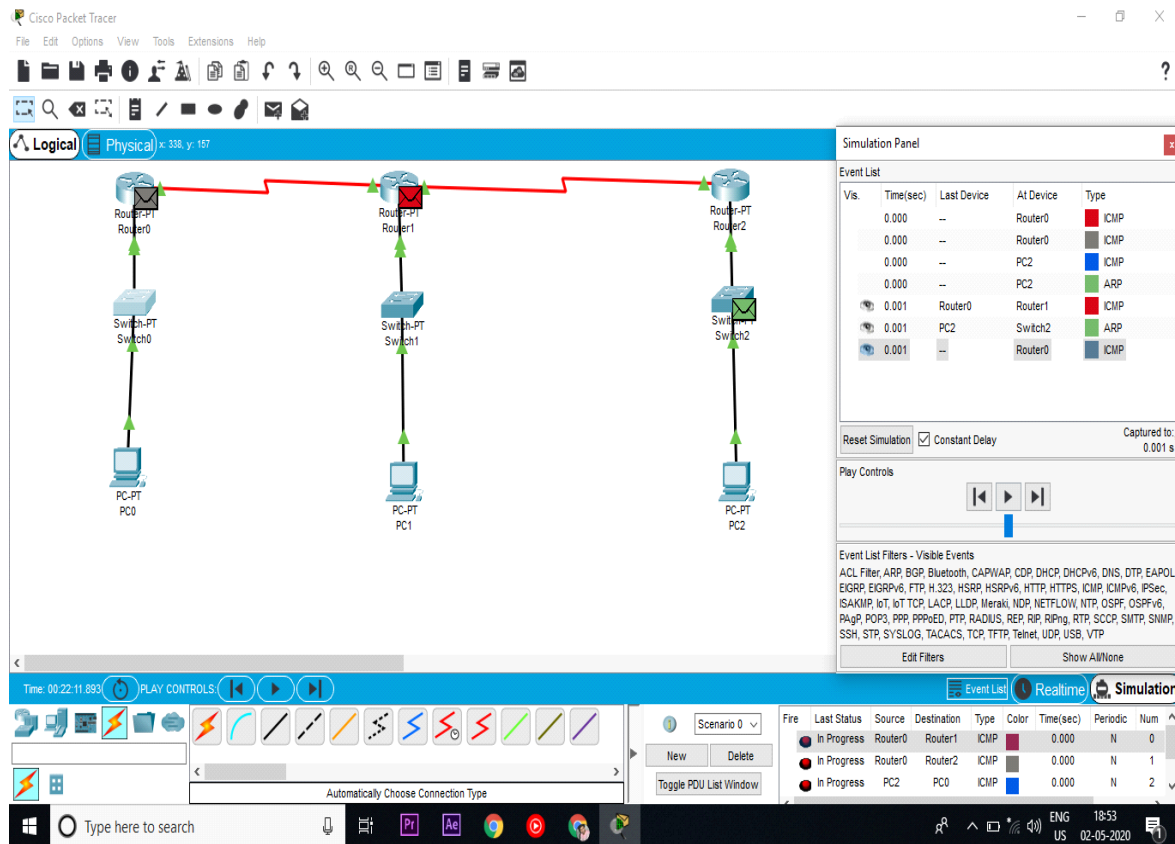 Cisco Packet Tracer
File Edit Options View Tools Extensions Help
Logical Physical x: 338, y: 157
Router-PT
Router0
Router-PT
Router1
Router-PT
Router2
Switch-PT
Switch0
Switch-PT
Switch1
Switch2
PC-PT
PC0
PC-PT
PC1
PC-PT
PC2
Simulation Panel
Event List
Vis. Time(sec) Last Device At Device Type
0.000 -- Router0 ICMP
0.000 -- Router0 ICMP
0.000 -- PC2 ICMP
0.000 -- PC2 ARP
0.001 Router0 Router1 ICMP
0.001 PC2 Switch2 ARP
0.001 -- Router0 ICMP
Reset Simulation Constant Delay Captured to:
0.001 s
Play Controls
Event List Filters - Visible Events
ACL Filter, ARP, BGP, Bluetooth, CAPWAP, CDP, DHCP, DHCPv6, DNS, DTP, EAPOL,
EIGRP, EIGRPv6, FTP, H.323, HSRP, HSRPv6, HTTP, HTTPS, ICMP, ICMPv6, IPSec,
ISAKMP, IoT, IoT TCP, LACP, LLDP, Meraki, NDP, NETFLOW, NTP, OSPF, OSPFv6,
PAgP, POP3, PPP, PPPoED, PTP, RADIUS, REP, RIP, RIPng, RTP, SCCP, SMTP, SNMP,
SSH, STP, SYSLOG, TACACS, TCP, TFTP, Telnet, UDP, USB, VTP
Edit Filters Show All/None
Time: 00:22:11.893 PLAY CONTROLS: Event List Realtime Simulation
Scenario 0
New Delete
Toggle PDU List Window
Fire Last Status Source Destination Type Color Time(sec) Periodic Num
In Progress Router0 Router1 ICMP 0.000 N 0
In Progress Router0 Router2 ICMP 0.000 N 1
In Progress PC2 PC0 ICMP 0.000 N 2
Automatically Choose Connection Type
Type here to search
Pr
Ae
ENG
US
18:53
02-05-2020
1